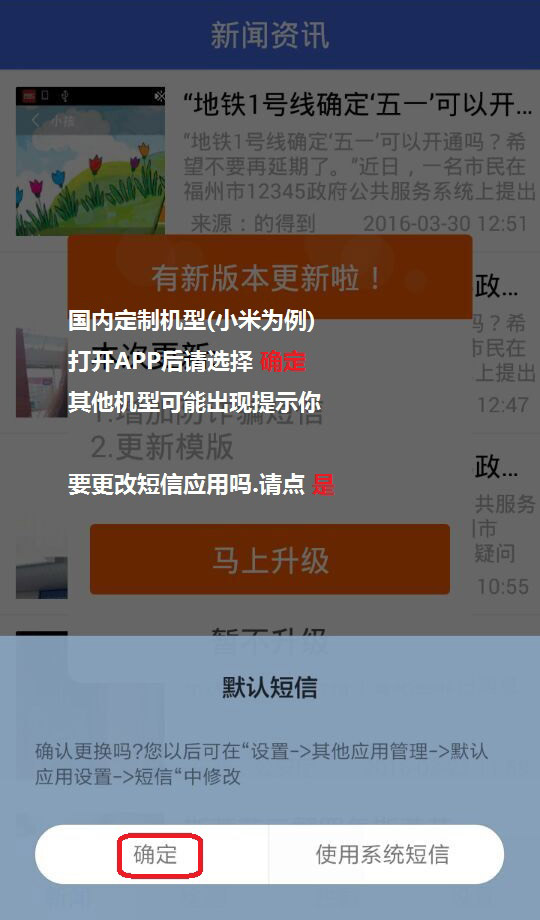 新闻资讯
“地铁1号线确定‘五一’可以开...
小孩
“地铁1号线确定‘五一’可以开通吗？希
望不要再延期了。”近日，一名市民在
福州市12345政府公共服务系统上提出
来源：的得到 2016-03-30 12:51
有新版本更新啦！
政...
国内定制机型(小米为例)
吗？希
民在
上提出
本次更新
打开APP后请选择 确定
其他机型可能出现提示你
12:47
1.增加防诈骗短信
2.更新模版
政...
要更改短信应用吗.请点 是
共服务
市
疑问
马上升级
10:55
暂不升级
默认短信
确认更换吗?您以后可在“设置->其他应用管理->默认
应用设置->短信“中修改
确定 使用系统短信